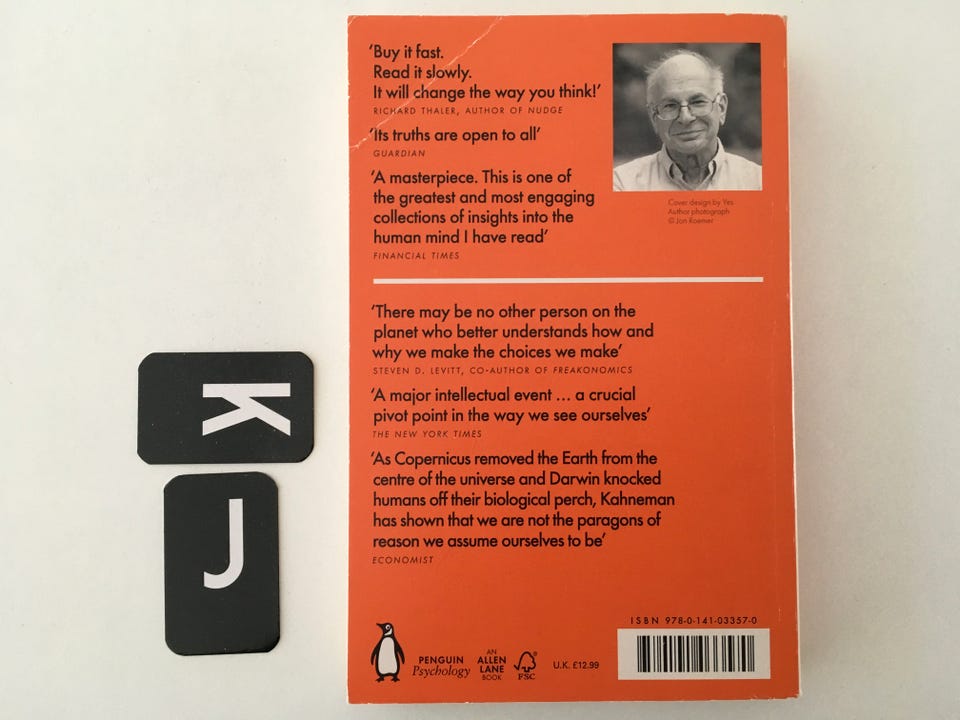 'Buy it fast.
Read it slowly.
It will change the way you think!'
RICHARD THALER, AUTHOR OF NUDGE
'Its truths are open to all'
GUARDIAN
'A masterpiece. This is one of
the greatest and most engaging
collections of insights into the
human mind I have read'
FINANCIAL TIMES
Cover design by Yes
Author photograph
© Jon Roemer
'There may be no other person on the
planet who better understands how and
why we make the choices we make'
STEVEN D. LEVITT, CO-AUTHOR OF FREAKONOMICS
'A major intellectual event ... a crucial
pivot point in the way we see ourselves'
THE NEW YORK TIMES
'As Copernicus removed the Earth from the
centre of the universe and Darwin knocked
humans off their biological perch, Kahneman
has shown that we are not the paragons of
reason we assume ourselves to be'
ECONOMIST
K
J
ISBN 978-0-141-03357-0
PENGUIN
Psychology
AN
ALLEN
LANE
BOOK
FSC
U.K. £12.99